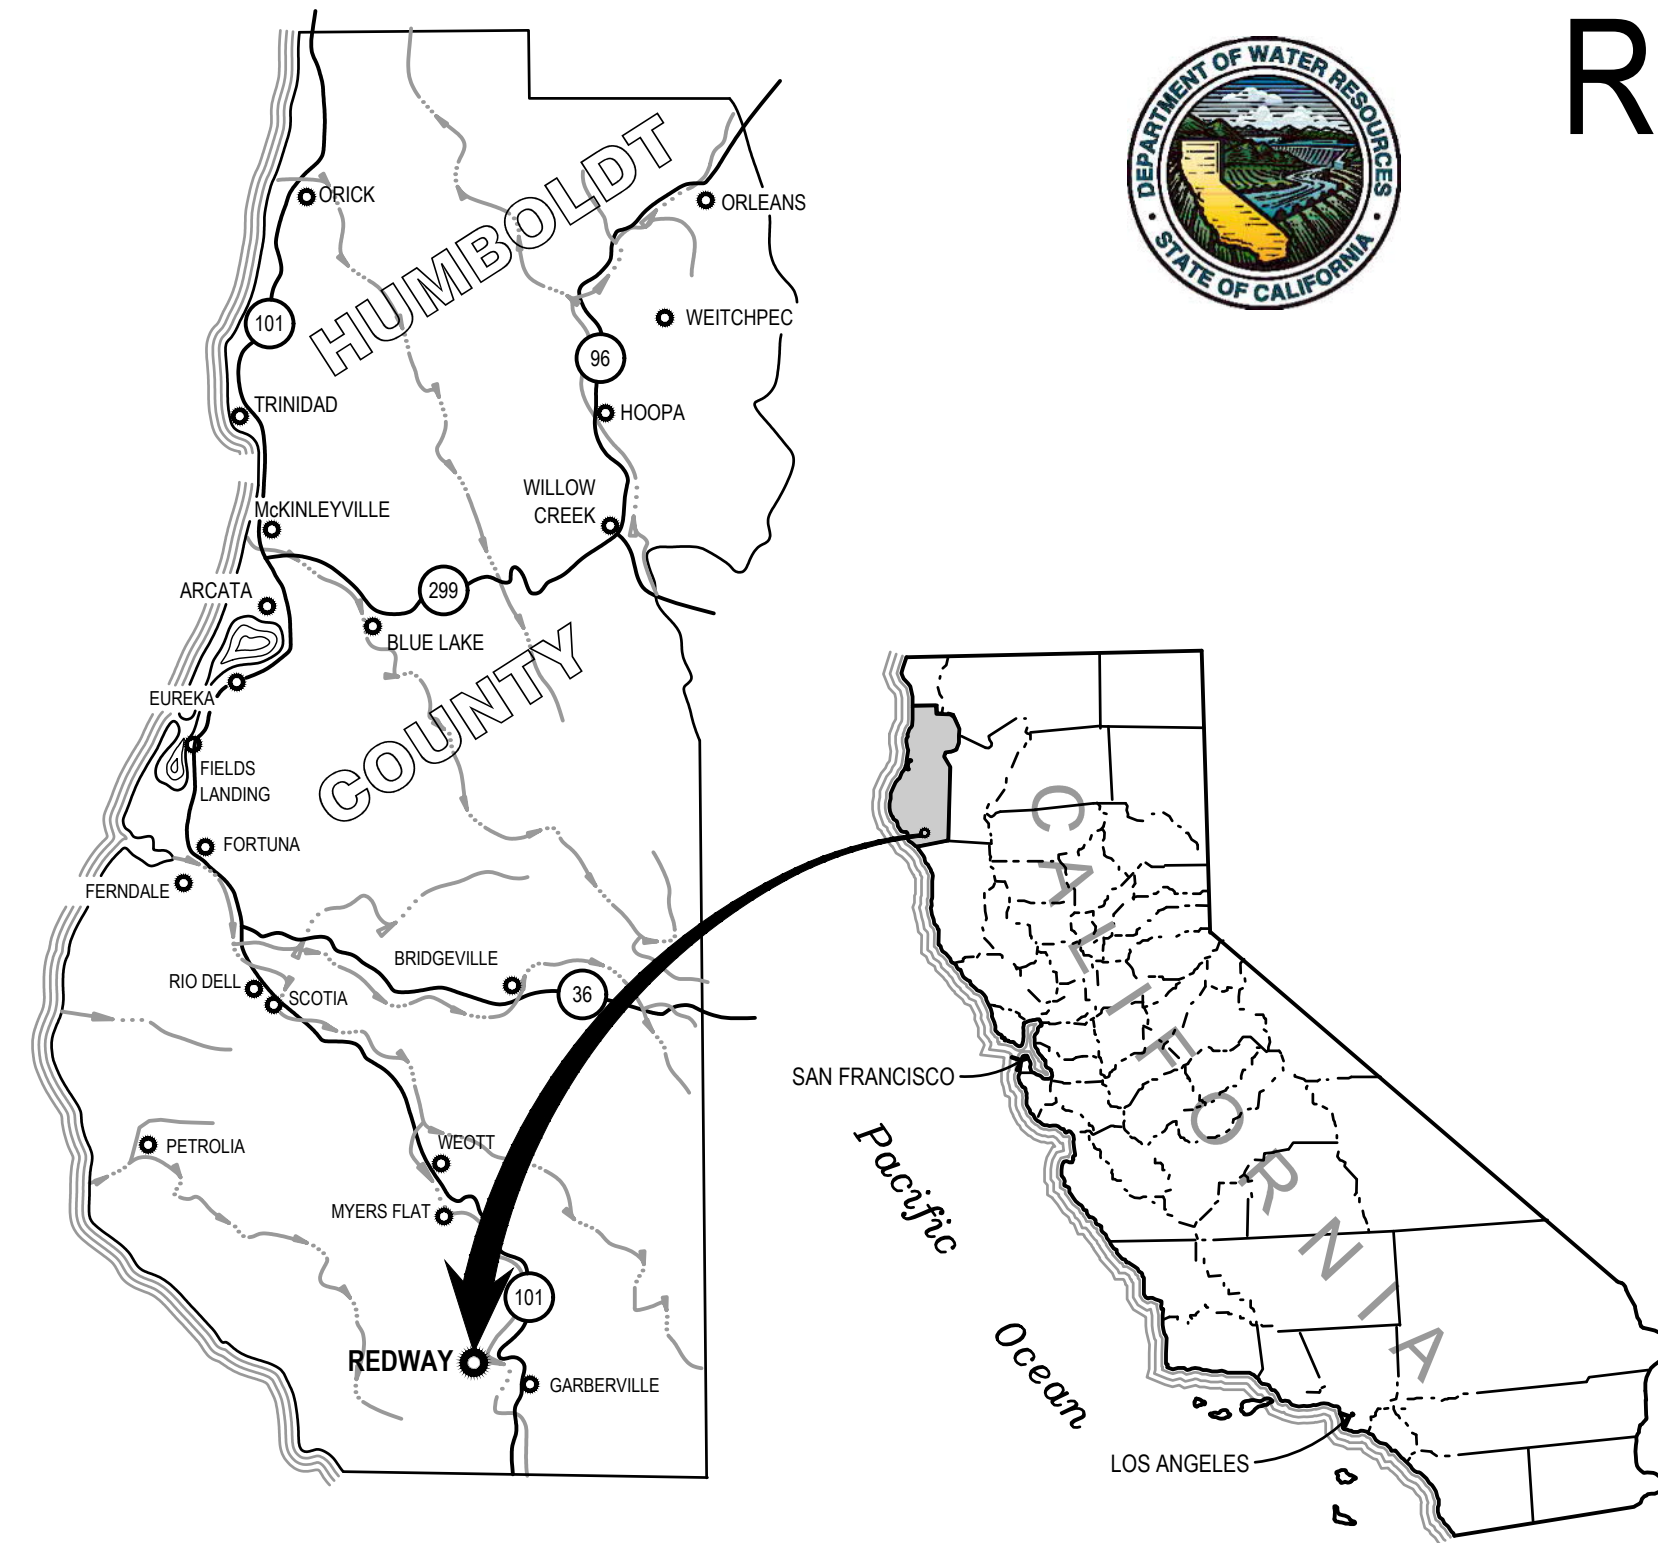 R
DEPARTMENT OF WATER RESOURCES
STATE OF CALIFORNIA
HUMBOLDT
COUNTY
ORICK
ORLEANS
101
WEITCHPEC
96
TRINIDAD
HOOPA
WILLOW
CREEK
McKINLEYVILLE
ARCATA
299
BLUE LAKE
EUREKA
FIELDS
LANDING
FORTUNA
FERNDALE
BRIDGEVILLE
RIO DELL
SCOTIA
36
PETROLIA
WEOTT
MYERS FLAT
101
REDWAY
GARBERVILLE
CALIFORNIA
SAN FRANCISCO
Pacific
Ocean
LOS ANGELES